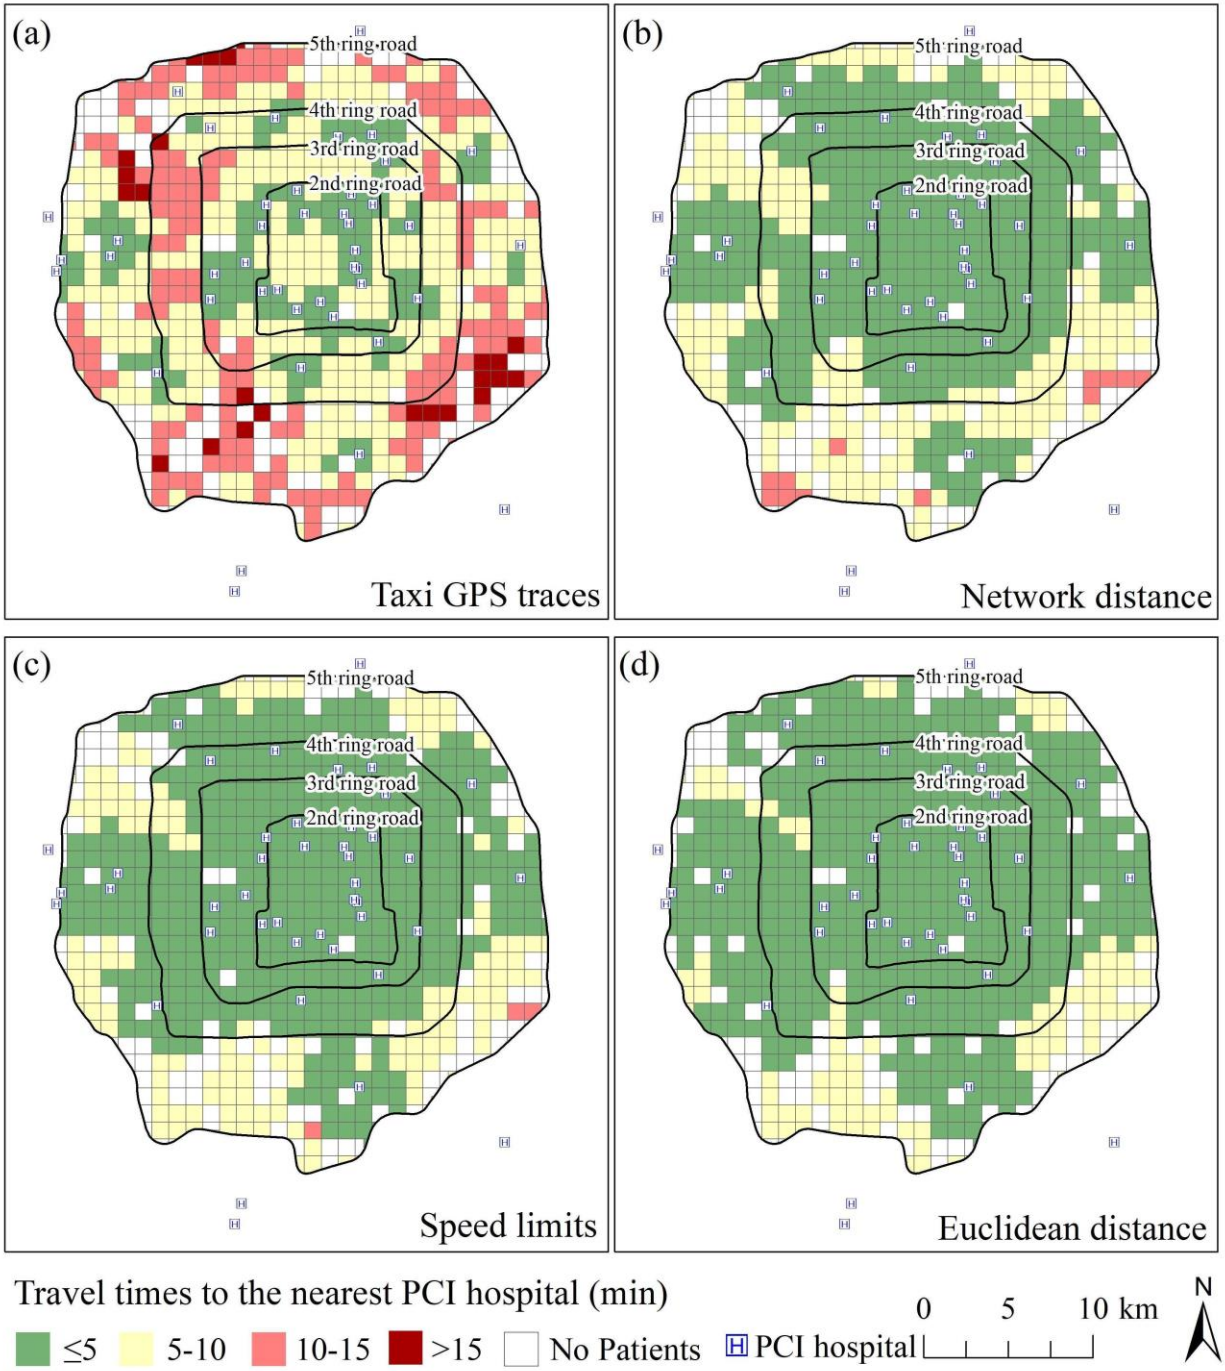 (a)
5th ring road
4th ring road
3rd ring road
2nd ring road
Taxi GPS traces
(b)
5th ring road
4th ring road
3rd ring road
2nd ring road
Network distance
(c)
5th ring road
4th ring road
3rd ring road
2nd ring road
Speed limits
(d)
5th ring road
4th ring road
3rd ring road
2nd ring road
Euclidean distance
Travel times to the nearest PCI hospital (min)
≤5 5-10 10-15 >15 No Patients H PCI hospital
0 5 10 km
N